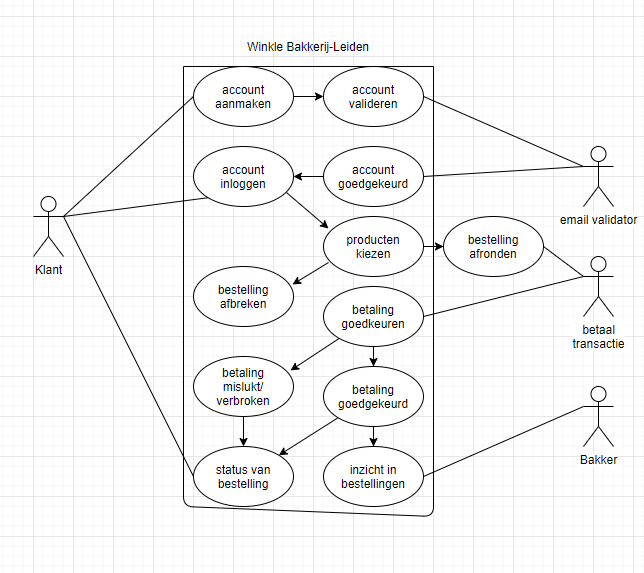 Winkle Bakkerij-Leiden
account
aanmaken
account
valideren
account
inloggen
account
goedgekeurd
email validator
Klant
producten
kiezen
bestelling
afronden
bestelling
afbreken
betaling
goedkeuren
betaal
transactie
betaling
mislukt/
verbroken
betaling
goedgekeurd
Bakker
status van
bestelling
inzicht in
bestellingen